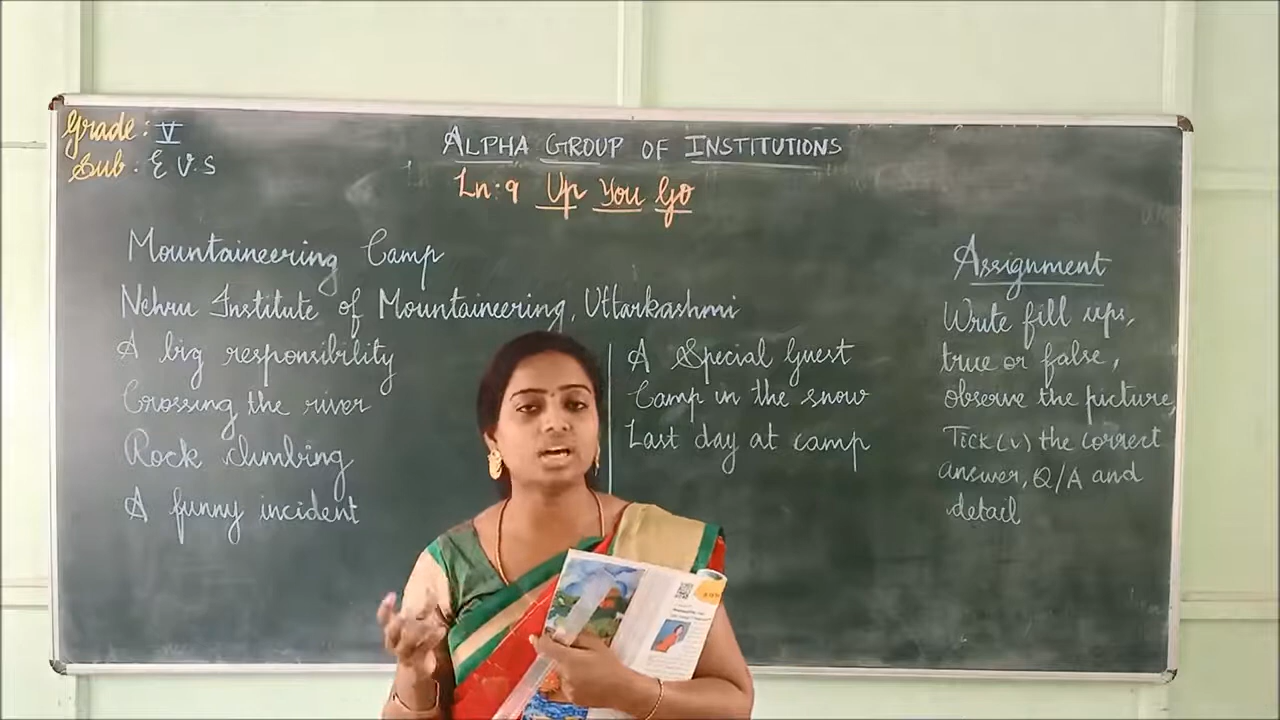 Grade: V
Sub: E V.S
ALPHA GROUP OF INSTITUTIONS
Ln:9 Up You Go
Mountaineering Camp
Nehru Institute of Mountaineering, Uttarkashmi
A big responsibility
Crossing the river
Rock climbing
A funny incident
A Special Guest
Camp in the snow
Last day at camp
Assignment
Write fill ups,
true or false,
observe the picture,
Tick(✓) the correct
answer, Q/A and
detail